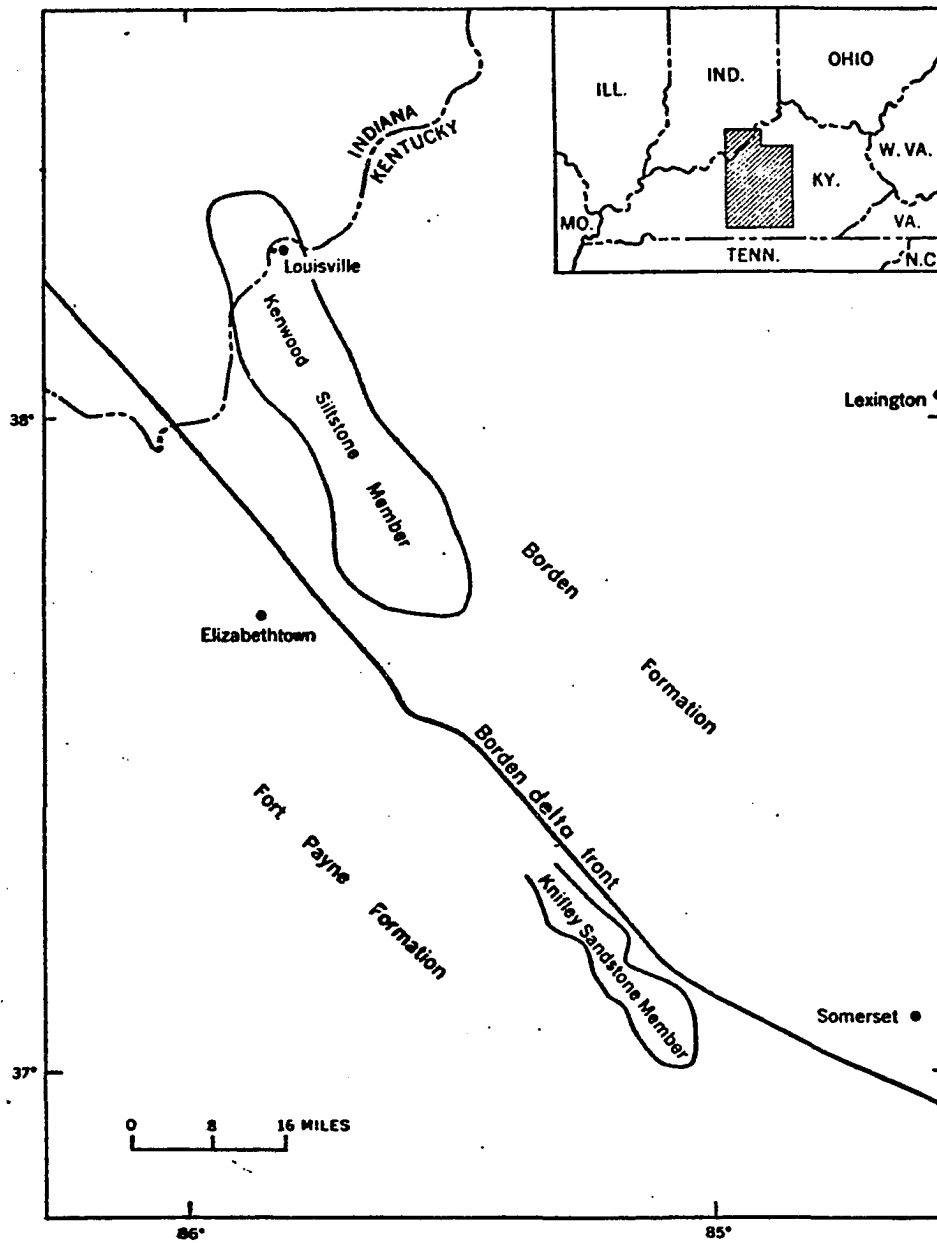 ILL.
IND.
OHIO
W. VA.
KY.
MO.
VA.
TENN.
N.C
INDIANA
KENTUCKY
Louisville
Kenwood Siltstone Member
38°
Lexington
Borden Formation
Elizabethtown
Borden delta front
Fort Payne Formation
Knifley Sandstone Member
Somerset
37°
0 8 16 MILES
86° 85°